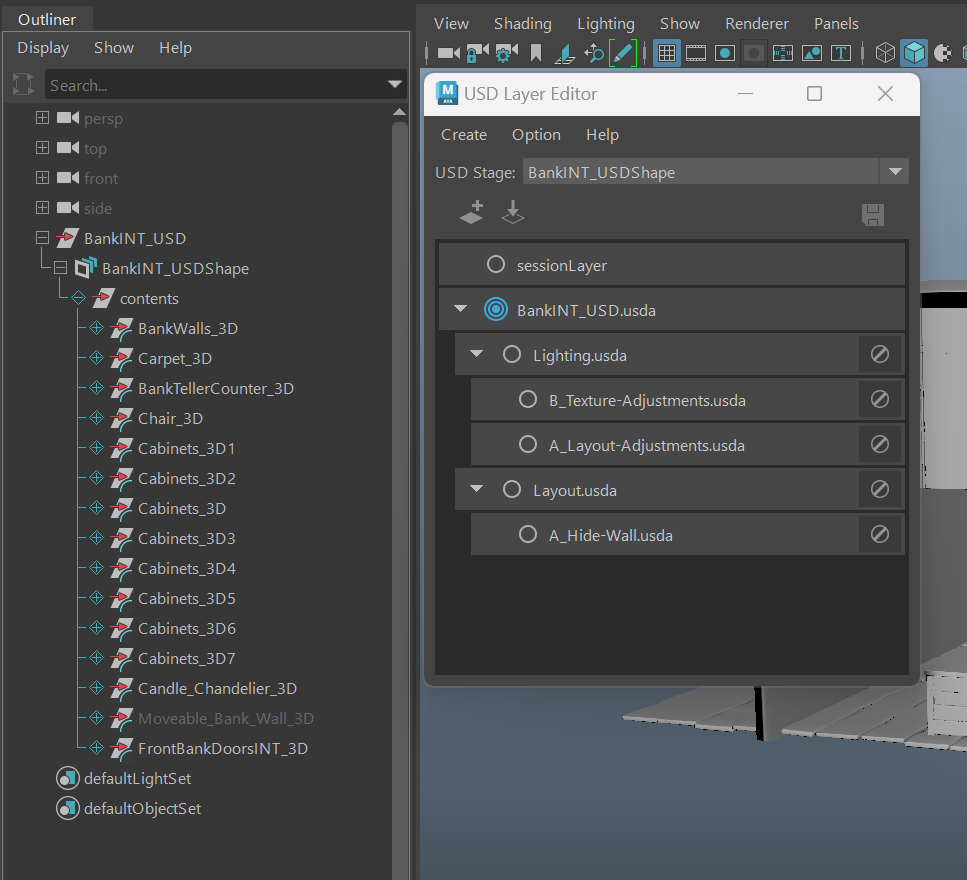 Outliner
Display Show Help
Search...
persp
top
front
side
BankINT_USD
BankINT_USDShape
contents
BankWalls_3D
Carpet_3D
BankTellerCounter_3D
Chair_3D
Cabinets_3D1
Cabinets_3D2
Cabinets_3D
Cabinets_3D3
Cabinets_3D4
Cabinets_3D5
Cabinets_3D6
Cabinets_3D7
Candle_Chandelier_3D
Moveable_Bank_Wall_3D
FrontBankDoorsINT_3D
defaultLightSet
defaultObjectSet
View Shading Lighting Show Renderer Panels
T
M
AYA
USD Layer Editor
Create Option Help
USD Stage: BankINT_USDShape
sessionLayer
BankINT_USD.usda
Lighting.usda
B_Texture-Adjustments.usda
A_Layout-Adjustments.usda
Layout.usda
A_Hide-Wall.usda